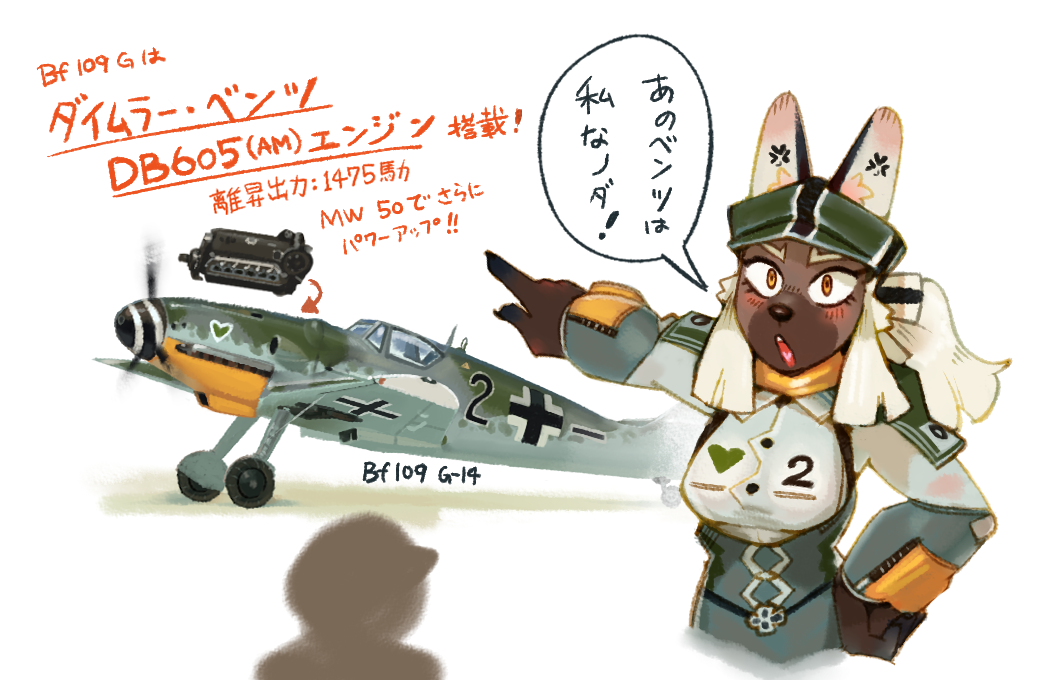 Bf 109 Gは
ダイムラー・ベンツ
DB605(AM)エンジン 搭載!
離昇出力:1475馬力
MW 50でさらに
パワーアップ!!
あのベンツは
私なノダ!
2
2
Bf 109 G-14